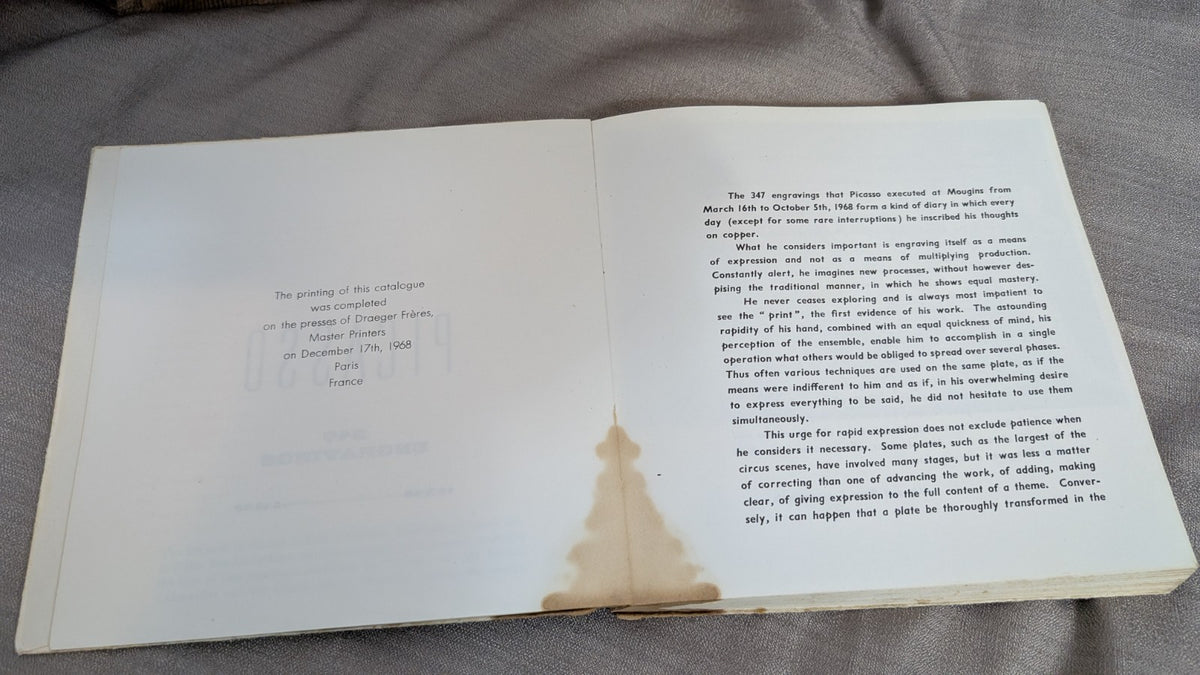 The printing of this catalogue
was completed
on the presses of Draeger Frères,
Master Printers
on December 17th, 1968
Paris
France
The 347 engravings that Picasso executed at Mougins from
March 16th to October 5th, 1968 form a kind of diary in which every
day (except for some rare interruptions) he inscribed his thoughts
on copper.
What he considers important is engraving itself as a means
of expression and not as a means of multiplying production.
Constantly alert, he imagines new processes, without however des-
pising the traditional manner, in which he shows equal mastery.
He never ceases exploring and is always most impatient to
see the “ print ”, the first evidence of his work. The astounding
rapidity of his hand, combined with an equal quickness of mind, his
perception of the ensemble, enable him to accomplish in a single
operation what others would be obliged to spread over several phases.
Thus often various techniques are used on the same plate, as if the
means were indifferent to him and as if, in his overwhelming desire
to express everything to be said, he did not hesitate to use them
simultaneously.
This urge for rapid expression does not exclude patience when
he considers it necessary. Some plates, such as the largest of the
circus scenes, have involved many stages, but it was less a matter
of correcting than one of advancing the work, of adding, making
clear, of giving expression to the full content of a theme. Conver-
sely, it can happen that a plate be thoroughly transformed in the